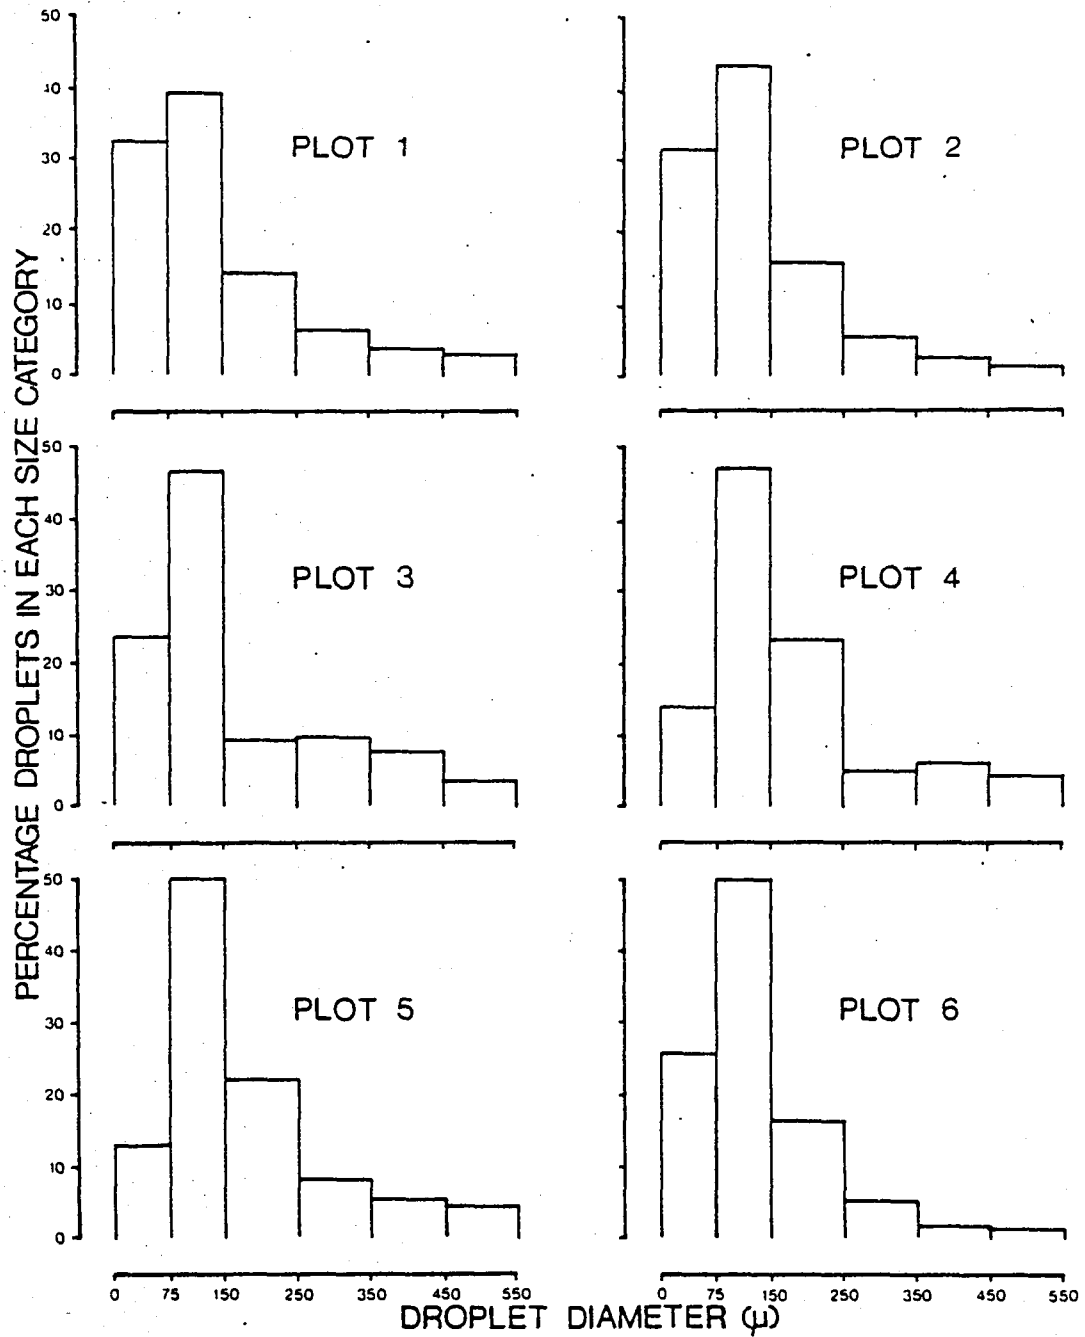 PERCENTAGE DROPLETS IN EACH SIZE CATEGORY
50
40
30
20
10
0
PLOT 1
PLOT 2
50
40
30
20
10
0
PLOT 3
PLOT 4
50
40
30
20
10
0
PLOT 5
PLOT 6
0 75 150 250 350 450 550
0 75 150 250 350 450 550
DROPLET DIAMETER (μ)